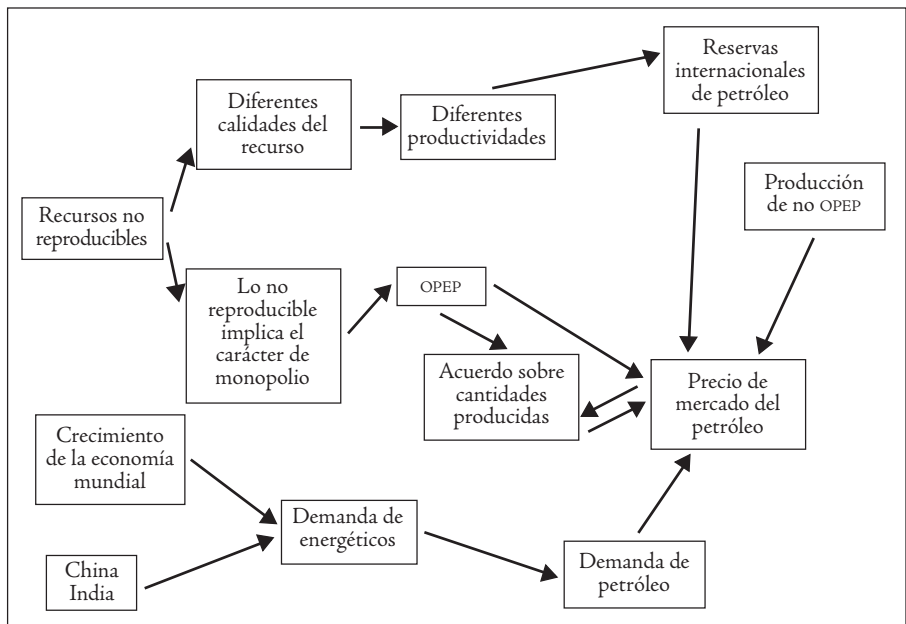 Reservas
internacionales
de petróleo
Diferentes
calidades del
recurso
Diferentes
productividades
Producción
de no OPEP
Recursos no
reproducibles
Lo no
reproducible
implica el
carácter de
monopolio
OPEP
Acuerdo sobre
cantidades
producidas
Precio de
mercado del
petróleo
Crecimiento
de la economía
mundial
Demanda de
energéticos
China
India
Demanda de
petróleo